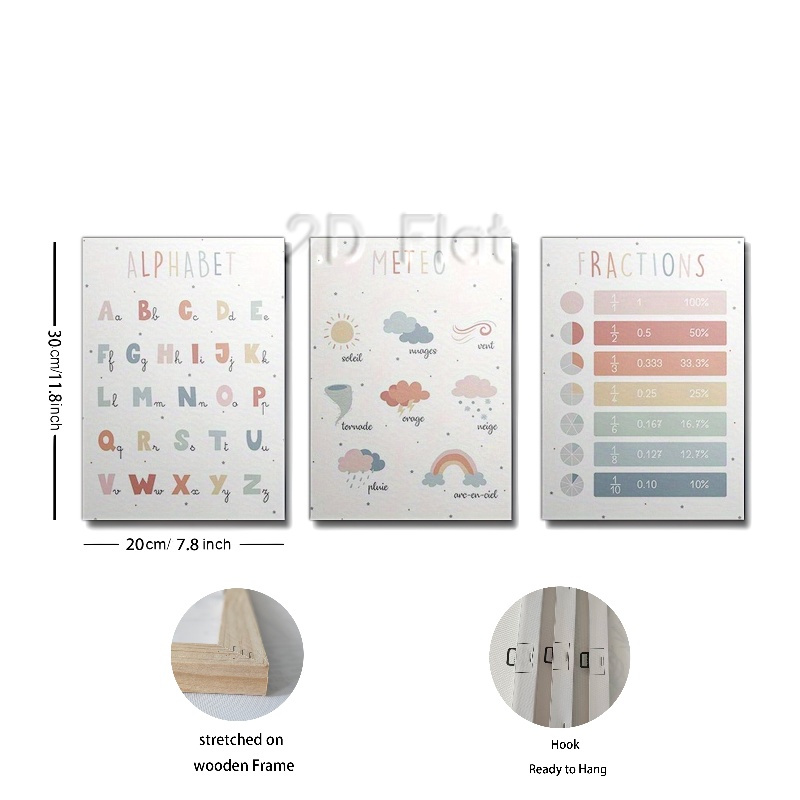 2D Flat
ALPHABET
Aa Bb Cc Dd Ee
Ff Gg Hh Ii Jj Kk
Ll Mm Nn Oo Pp
Qq Rr Ss Tt Uu
Vv Ww Xx Yy Zz
METEO
soleil nuages vent
tornade orage neige
pluie arc-en-ciel
FRACTIONS
1/1 1 100%
1/2 0.5 50%
1/3 0.333 33.3%
1/4 0.25 25%
1/6 0.167 16.7%
1/8 0.127 12.7%
1/10 0.10 10%
30cm/11.8inch
20cm/ 7.8 inch
stretched on
wooden Frame
Hook
Ready to Hang